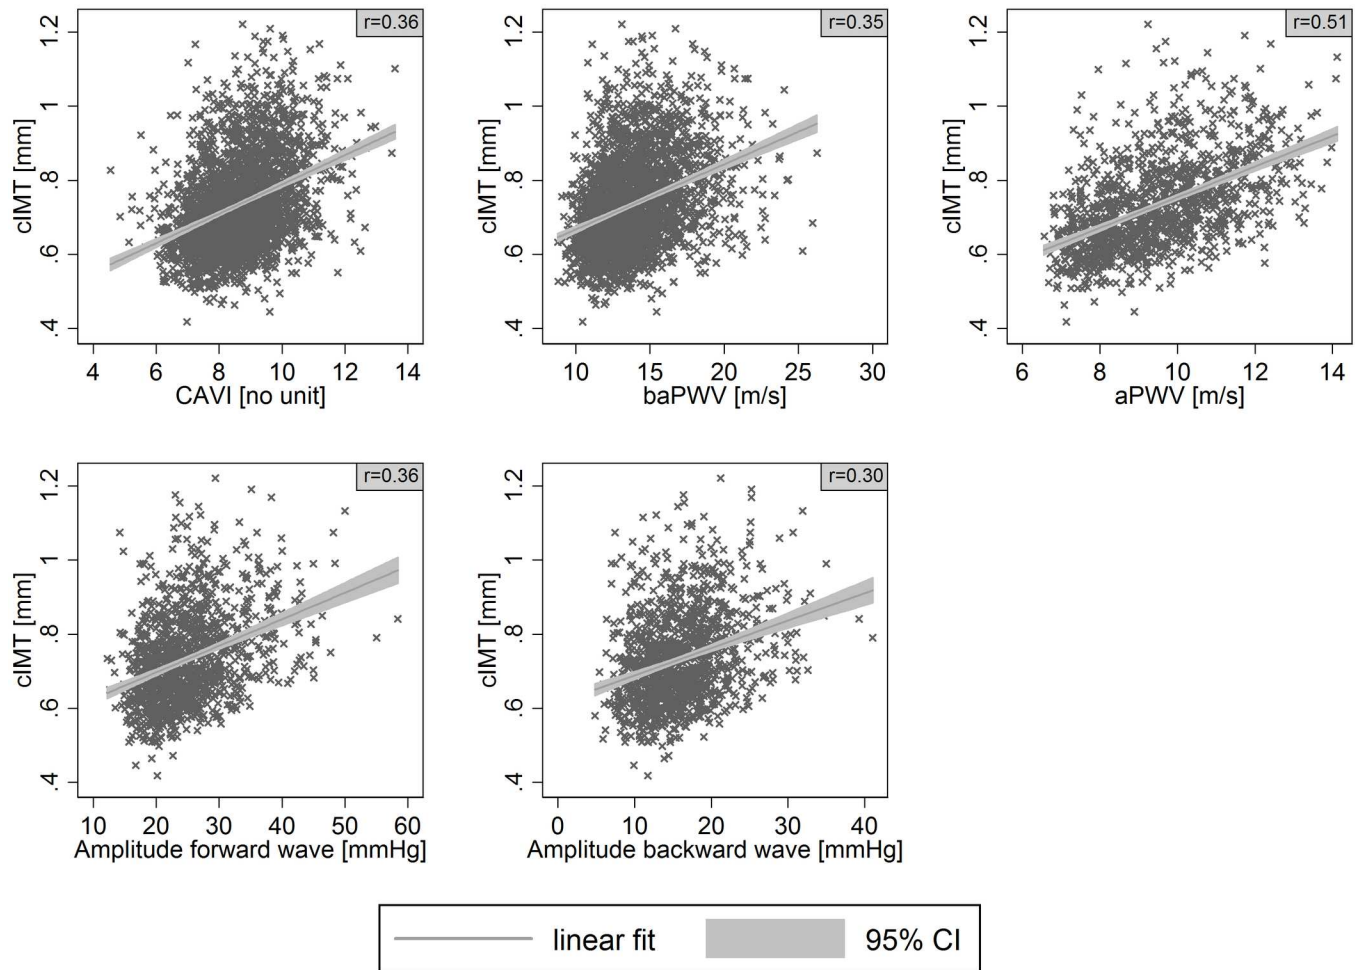 r=0.36
1.2
1
.8
.6
.4
cIMT [mm]
4 6 8 10 12 14
CAVI [no unit]
r=0.35
1.2
1
.8
.6
.4
cIMT [mm]
10 15 20 25 30
baPWV [m/s]
r=0.51
1.2
1
.8
.6
.4
cIMT [mm]
6 8 10 12 14
aPWV [m/s]
r=0.36
1.2
1
.8
.6
.4
cIMT [mm]
10 20 30 40 50 60
Amplitude forward wave [mmHg]
r=0.30
1.2
1
.8
.6
.4
cIMT [mm]
0 10 20 30 40
Amplitude backward wave [mmHg]
linear fit 95% CI